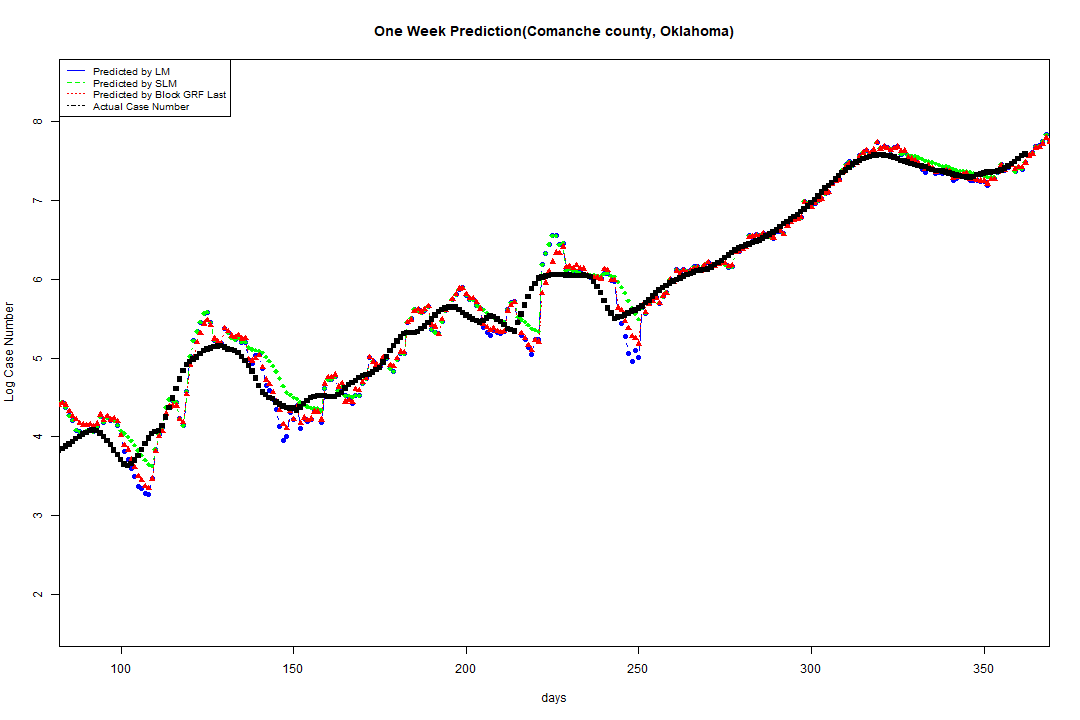 One Week Prediction(Comanche county, Oklahoma)
Predicted by LM
Predicted by SLM
Predicted by Block GRF Last
Actual Case Number
8
7
6
5
4
3
2
Log Case Number
100 150 200 250 300 350
days